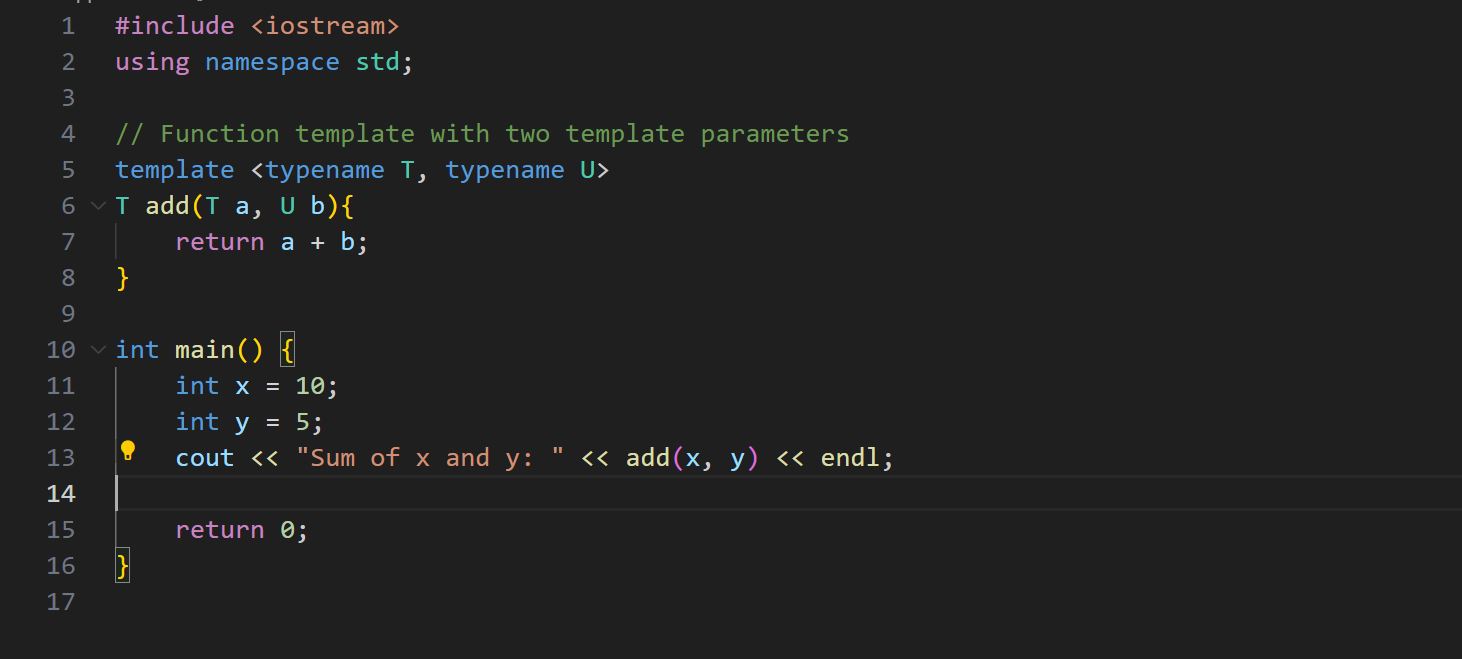 1 #include <iostream>
2 using namespace std;
3
4 // Function template with two template parameters
5 template <typename T, typename U>
6 T add(T a, U b){
7     return a + b;
8 }
9
10 int main() {
11     int x = 10;
12     int y = 5;
13     cout << "Sum of x and y: " << add(x, y) << endl;
14
15     return 0;
16 }
17